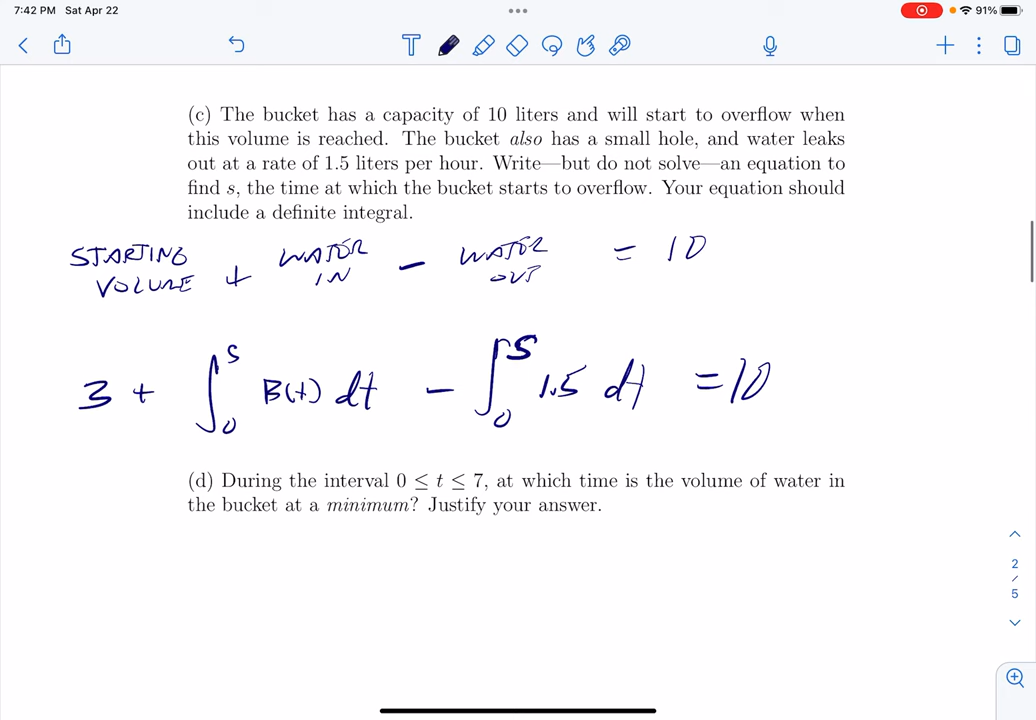 7:42 PM Sat Apr 22
91%
(c) The bucket has a capacity of 10 liters and will start to overflow when
this volume is reached. The bucket also has a small hole, and water leaks
out at a rate of 1.5 liters per hour. Write—but do not solve—an equation to
find s, the time at which the bucket starts to overflow. Your equation should
include a definite integral.
STARTING VOLUME + WATER IN − WATER OUT = 10
3 + ∫₀ˢ B(t) dt − ∫₀ˢ 1.5 dt = 10
(d) During the interval 0 ≤ t ≤ 7, at which time is the volume of water in
the bucket at a minimum? Justify your answer.
2
/
5